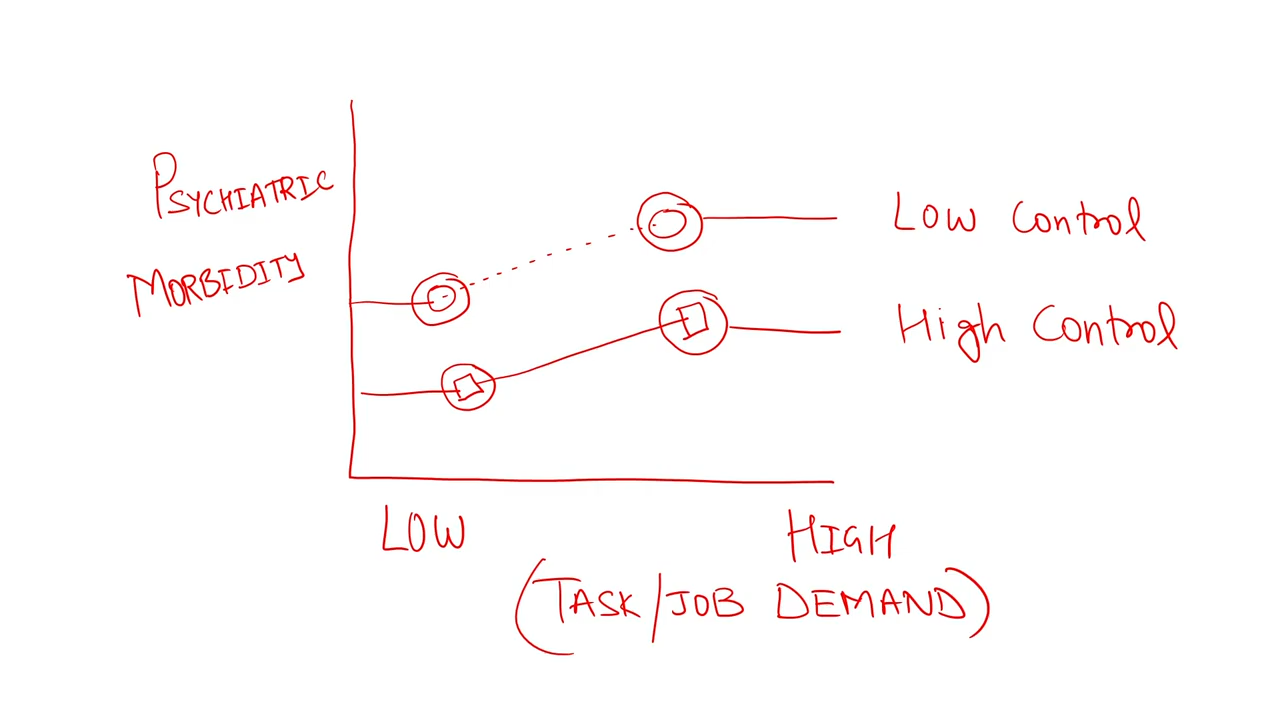 PSYCHIATRIC
MORBIDITY
Low Control
High Control
LOW
HIGH
(TASK/JOB DEMAND)